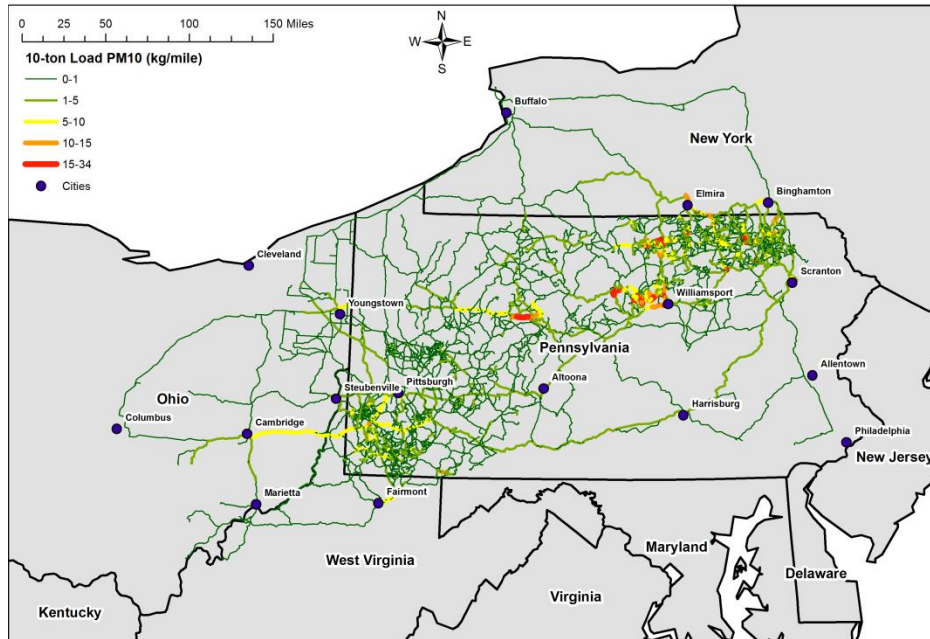 0 25 50 100 150 Miles
N
W E
S
10-ton Load PM10 (kg/mile)
0-1
1-5
5-10
10-15
15-34
Cities
Buffalo
New York
Elmira
Binghamton
Cleveland
Scranton
Williamsport
Youngstown
Pennsylvania
Allentown
Altoona
Pittsburgh
Steubenville
Ohio
Harrisburg
Columbus
Cambridge
Philadelphia
New Jersey
Marietta
Fairmont
West Virginia
Maryland
Delaware
Virginia
Kentucky